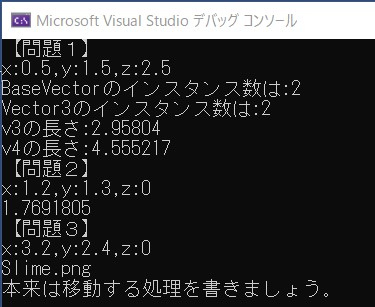 Microsoft Visual Studio デバッグ コンソール
【問題１】
x:0.5,y:1.5,z:2.5
BaseVectorのインスタンス数は:2
Vector3のインスタンス数は:2
v3の長さ:2.95804
v4の長さ:4.555217
【問題２】
x:1.2,y:1.3,z:0
1.7691805
【問題３】
x:3.2,y:2.4,z:0
Slime.png
本来は移動する処理を書きましょう。